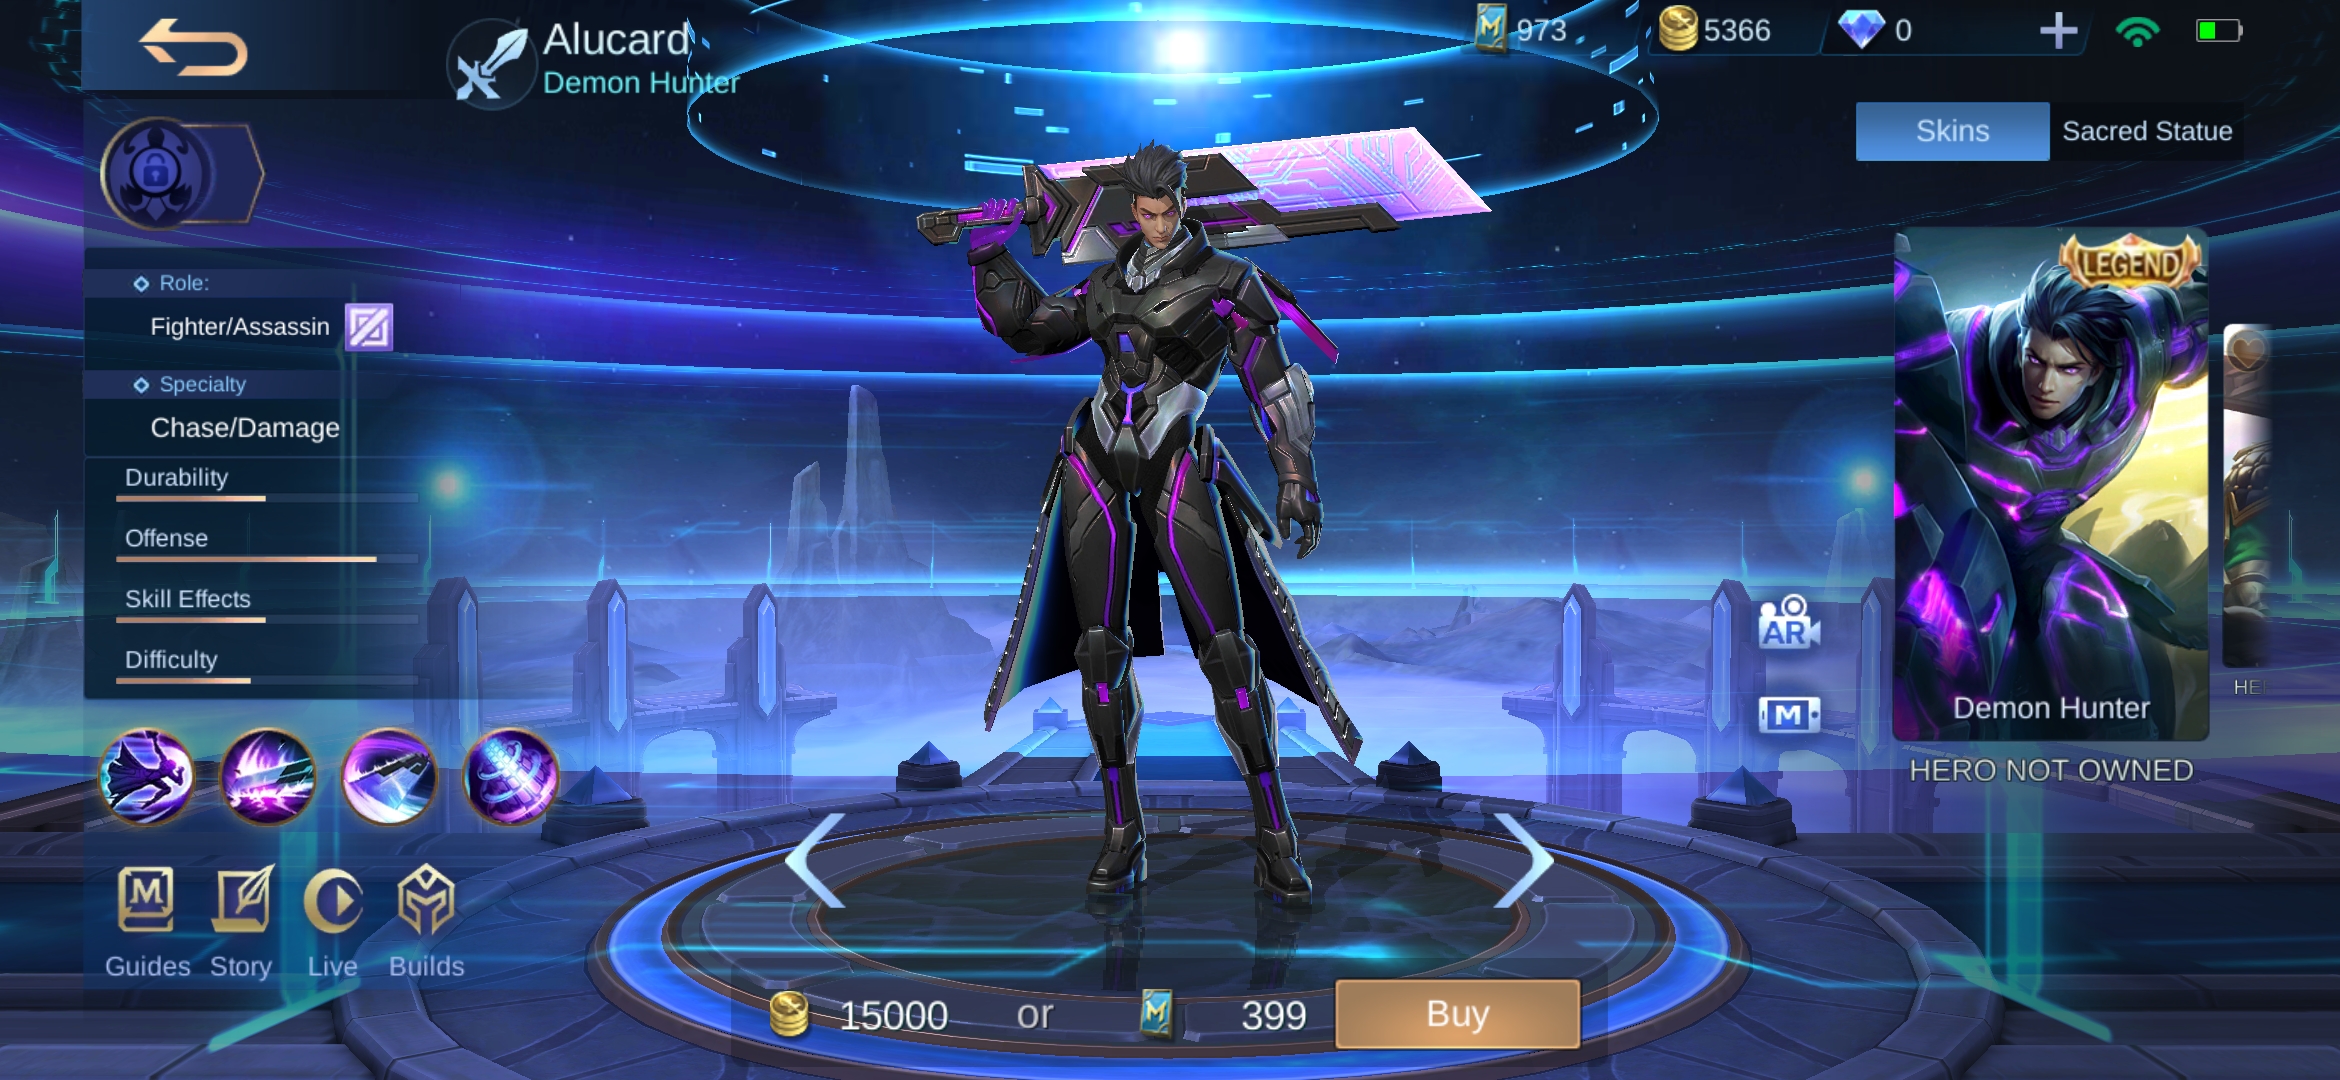 Alucard
Demon Hunter
973
5366
0
Skins
Sacred Statue
Role:
Fighter/Assassin
Specialty
Chase/Damage
Durability
Offense
Skill Effects
Difficulty
LEGEND
Demon Hunter
HERO NOT OWNED
HE
AR
M
M
Guides
Story
Live
Builds
15000
or
M
399
Buy